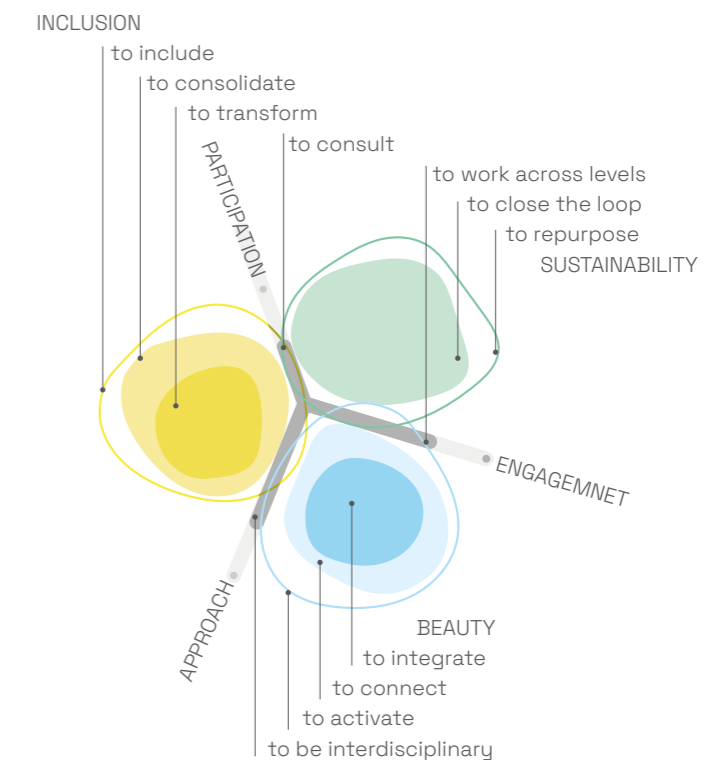 INCLUSION
to include
to consolidate
to transform
to consult
PARTICIPATION
to work across levels
to close the loop
to repurpose
SUSTAINABILITY
ENGAGEMNET
APPROACH
BEAUTY
to integrate
to connect
to activate
to be interdisciplinary